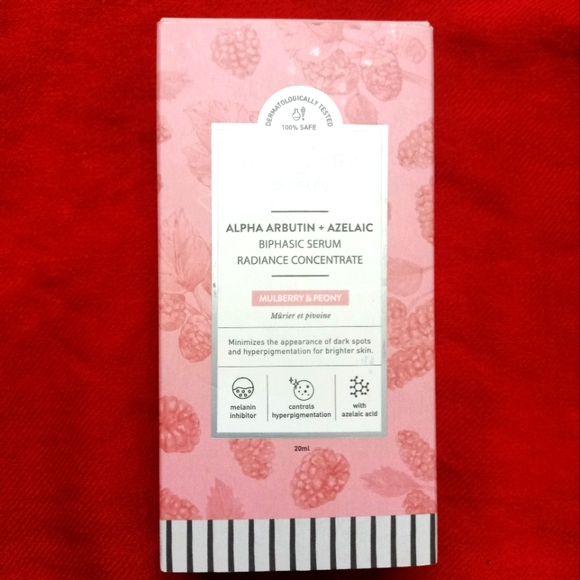 DERMATOLOGICALLY TESTED
100% SAFE
ALPHA ARBUTIN + AZELAIC
BIPHASIC SERUM
RADIANCE CONCENTRATE
MULBERRY & PEONY
Mûrier et pivoine
Minimizes the appearance of dark spots
and hyperpigmentation for brighter skin.
melanin
inhibitor
controls
hyperpigmentation
with
azelaic acid
20ml